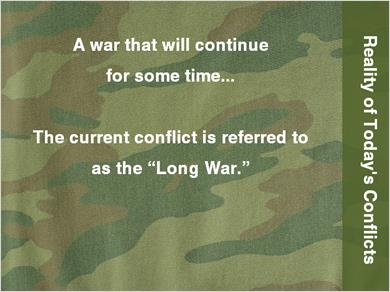 A war that will continue
for some time...
The current conflict is referred to
as the “Long War.”
Reality of Today's Conflicts